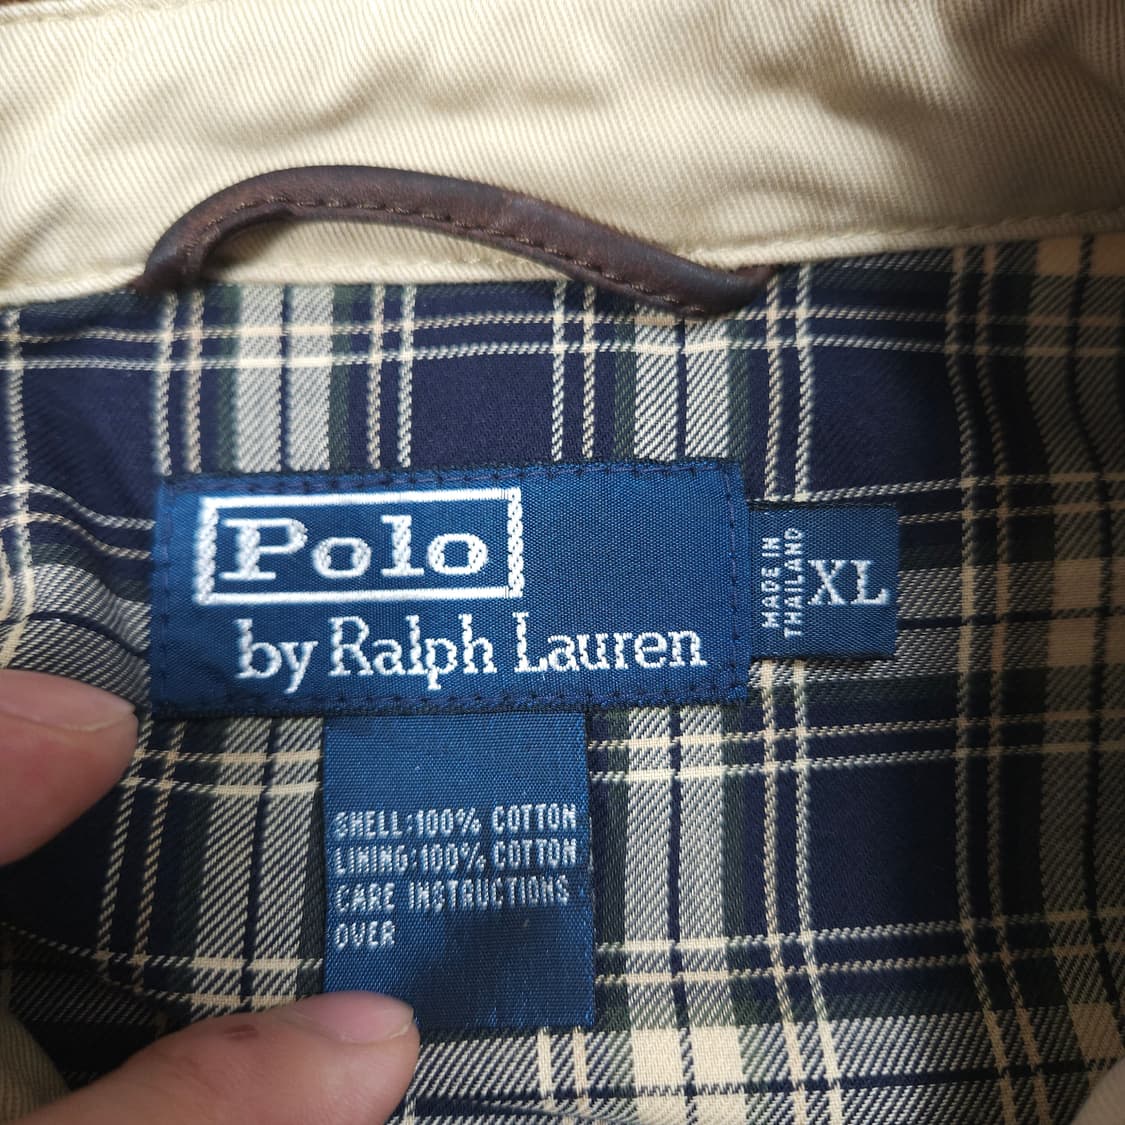 Polo
by Ralph Lauren
MADE IN
THAILAND
XL
SHELL:100% COTTON
LINING:100% COTTON
CARE INSTRUCTIONS
OVER